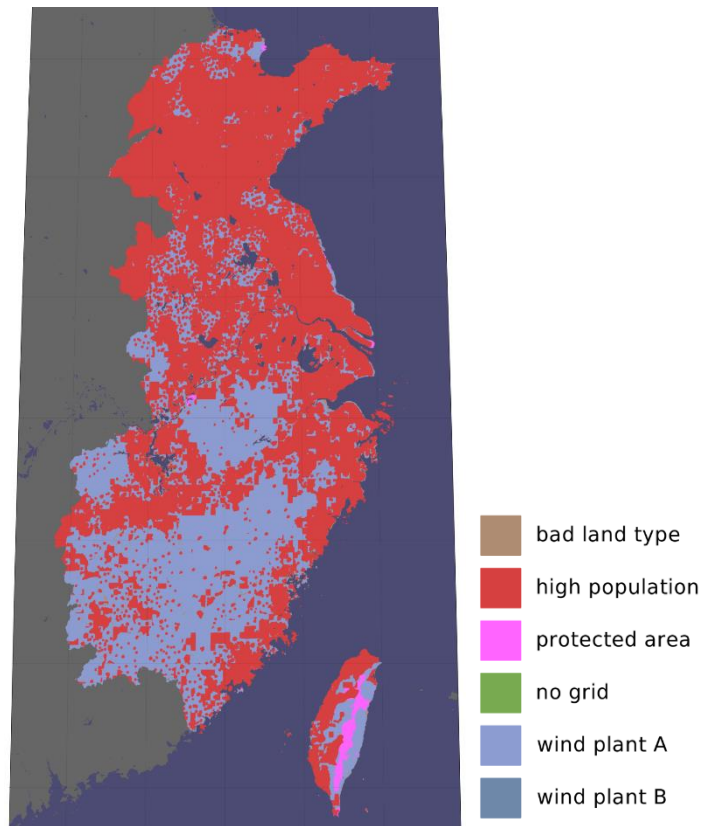 bad land type
high population
protected area
no grid
wind plant A
wind plant B